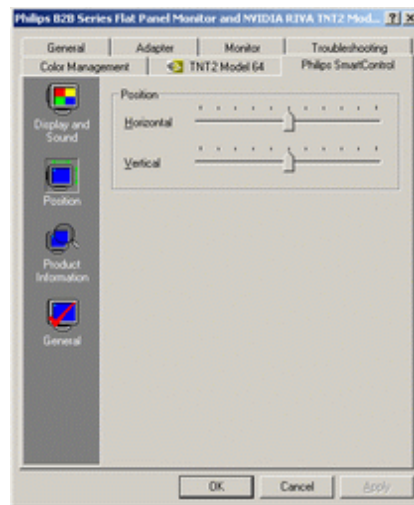 Philips B2B Series Flat Panel Monitor and NVIDIA RIVA TNT2 Mod...
General Adapter Monitor Troubleshooting
Color Management TNT2 Model 64 Philips SmartControl
Display and
Sound
Position
Product
Information
General
Position
Horizontal
Vertical
OK Cancel Apply